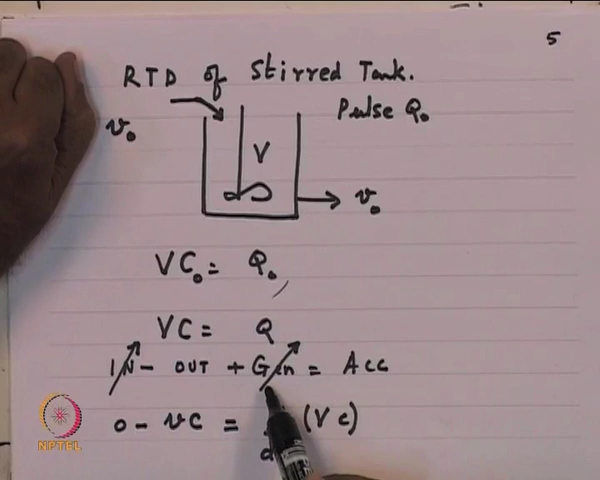 5
RTD of Stirred Tank.
Pulse Q₀
v₀
V
v₀
VC₀ = Q₀,
VC = Q
IN - OUT + Gen = Acc
0 - vC = (Vc)
NPTEL